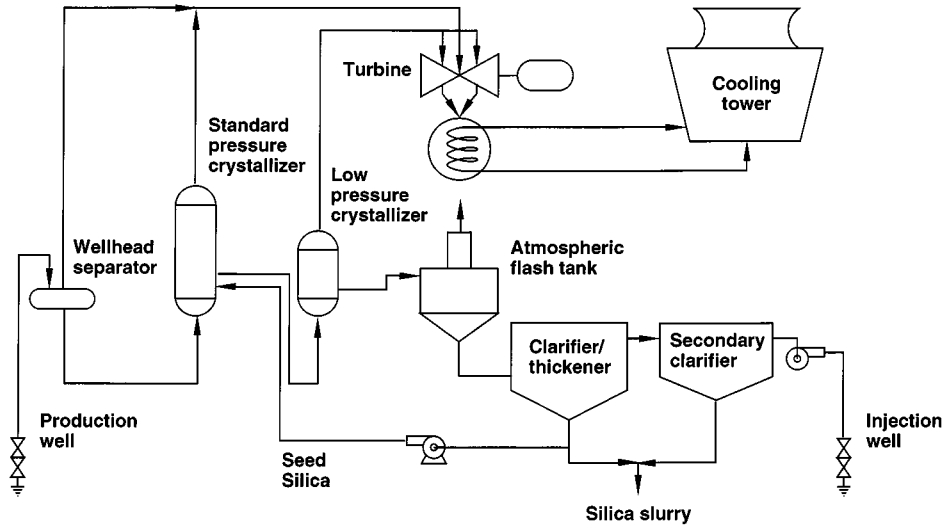 Turbine
Cooling
tower
Standard
pressure
crystallizer
Low
pressure
crystallizer
Wellhead
separator
Atmospheric
flash tank
Clarifier/
thickener
Secondary
clarifier
Production
well
Injection
well
Seed
Silica
Silica slurry